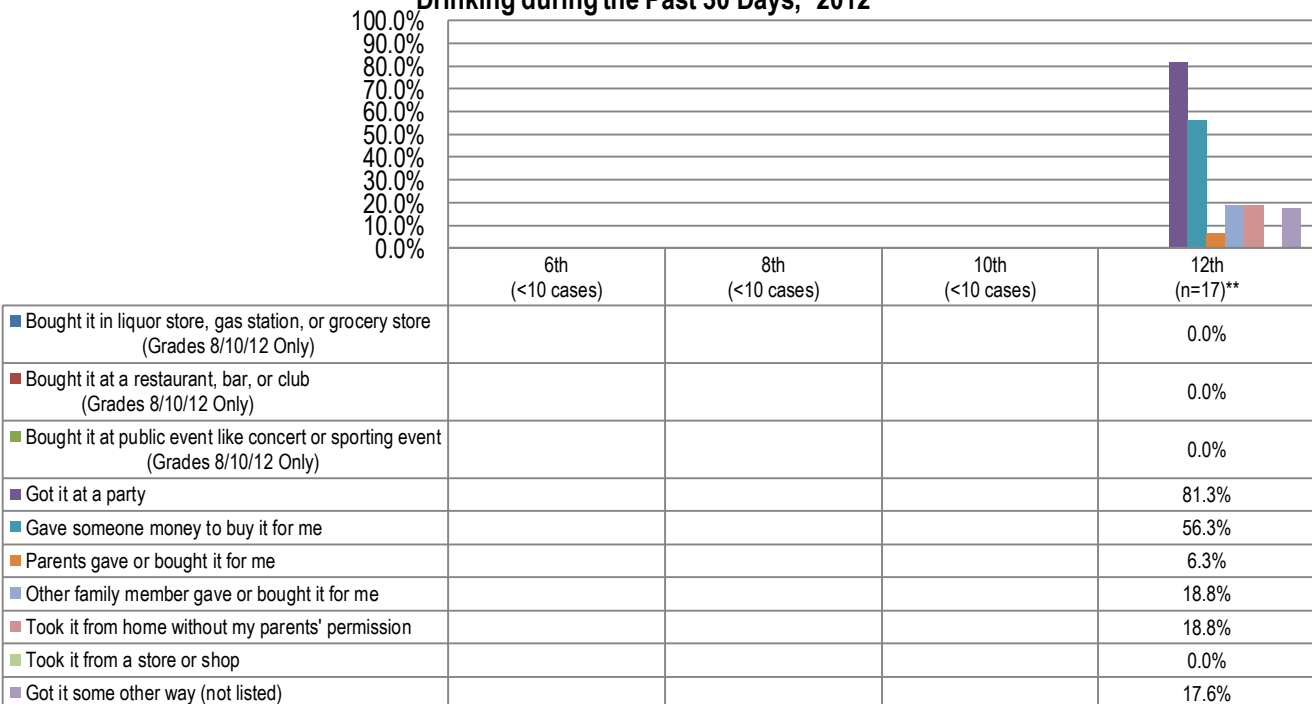 Drinking during the Past 30 Days, 2012
100.0%
90.0%
80.0%
70.0%
60.0%
50.0%
40.0%
30.0%
20.0%
10.0%
0.0%
6th 8th 10th 12th
(<10 cases) (<10 cases) (<10 cases) (n=17)**
Bought it in liquor store, gas station, or grocery store
(Grades 8/10/12 Only)
0.0%
Bought it at a restaurant, bar, or club
(Grades 8/10/12 Only)
0.0%
Bought it at public event like concert or sporting event
(Grades 8/10/12 Only)
0.0%
Got it at a party 81.3%
Gave someone money to buy it for me 56.3%
Parents gave or bought it for me 6.3%
Other family member gave or bought it for me 18.8%
Took it from home without my parents' permission 18.8%
Took it from a store or shop 0.0%
Got it some other way (not listed) 17.6%